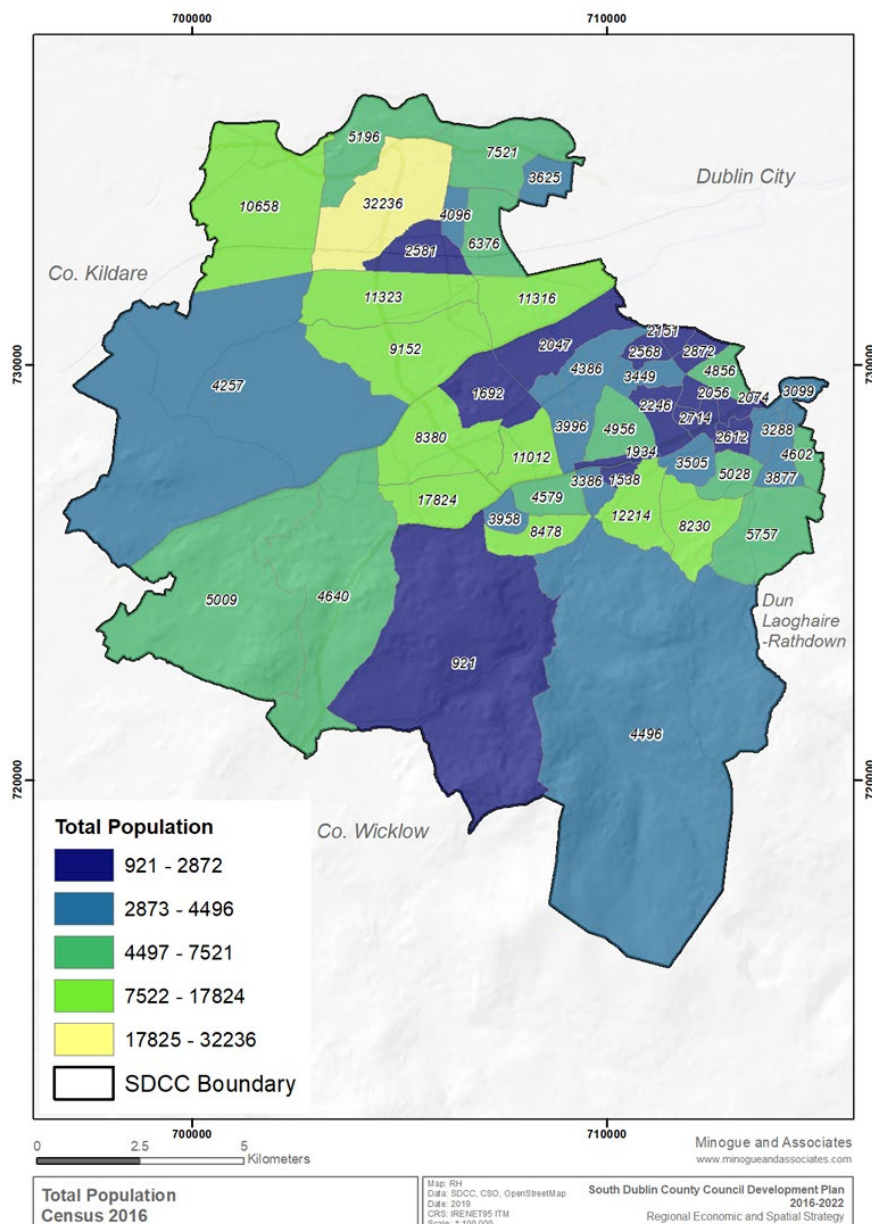 700000
710000
5196
7521
3625
Dublin City
10658
32236
4096
6376
2581
Co. Kildare
11323
11316
2151
2047
2568
2872
9152
730000
730000
4386
3449
4856
4257
1692
2246
2056
2074
3099
2714
3996
4956
2612
3288
8380
11012
1934
3505
4602
5028
3877
17824
4579
3386
1538
3958
12214
8230
5757
8478
5009
4640
Dun
Laoghaire
-Rathdown
921
4496
720000
720000
Co. Wicklow
Total Population
921 - 2872
2873 - 4496
4497 - 7521
7522 - 17824
17825 - 32236
SDCC Boundary
700000
710000
0 2.5 5
Kilometers
Minogue and Associates
www.minogueandassociates.com
Total Population
Census 2016
Map: RH
Data: SDCC, CSO, OpenStreetMap
Date: 2019
CRS: IRENET95 ITM
Scale: 1:100,000
South Dublin County Council Development Plan
2016-2022
Regional Economic and Spatial Strategy